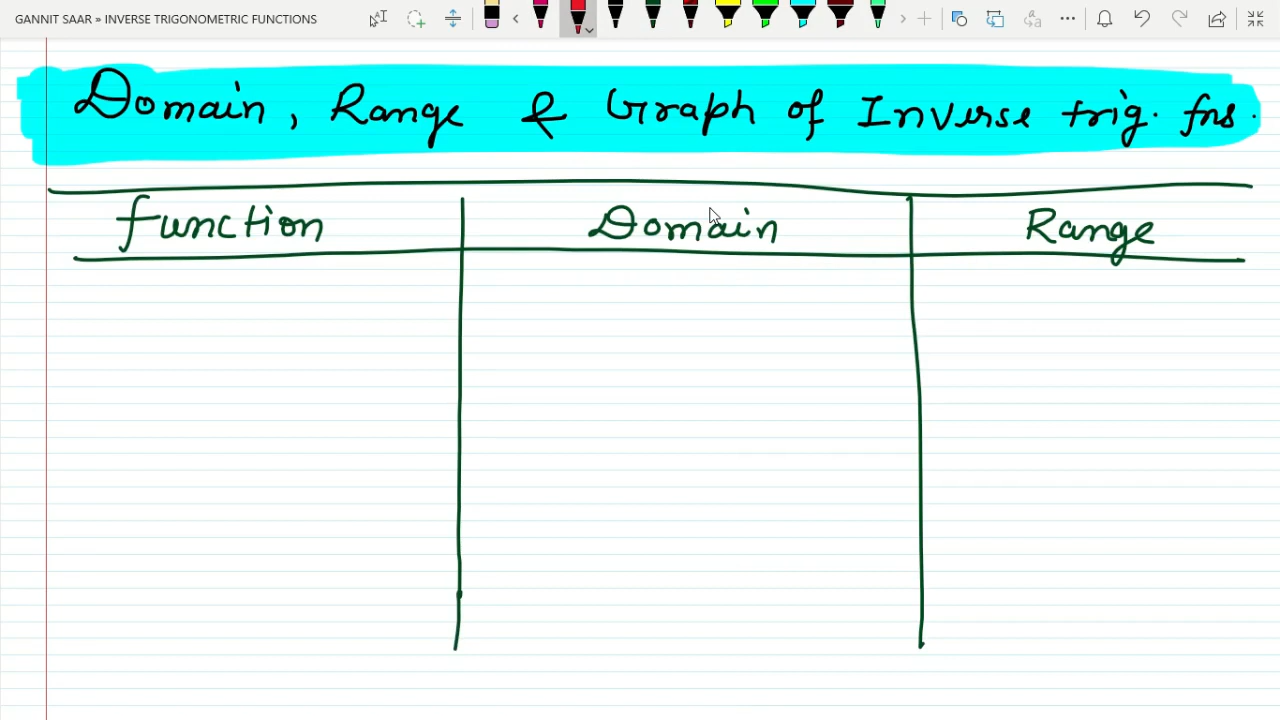 GANNIT SAAR » INVERSE TRIGONOMETRIC FUNCTIONS
Domain, Range & Graph of Inverse trig. fns.
function Domain Range